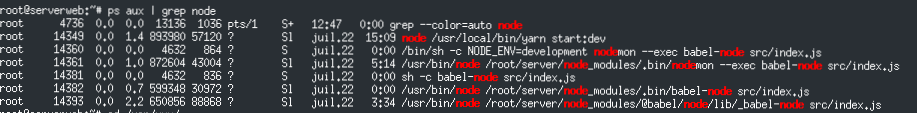 root@serverweb:~# ps aux | grep node
root 4736 0.0 0.0 13136 1036 pts/1 S+ 12:47 0:00 grep --color=auto node
root 14349 0.0 1.4 893980 57120 ? Sl juil.22 15:09 node /usr/local/bin/yarn start:dev
root 14360 0.0 0.0 4632 864 ? S juil.22 0:00 /bin/sh -c NODE_ENV=development nodemon --exec babel-node src/index.js
root 14361 0.0 1.0 872604 43004 ? Sl juil.22 5:14 /usr/bin/node /root/server/node_modules/.bin/nodemon --exec babel-node src/index.js
root 14381 0.0 0.0 4632 836 ? S juil.22 0:00 sh -c babel-node src/index.js
root 14382 0.0 0.7 599348 30972 ? Sl juil.22 0:00 /usr/bin/node /root/server/node_modules/.bin/babel-node src/index.js
root 14393 0.0 2.2 650856 88868 ? Sl juil.22 3:34 /usr/bin/node /root/server/node_modules/@babel/node/lib/_babel-node src/index.js